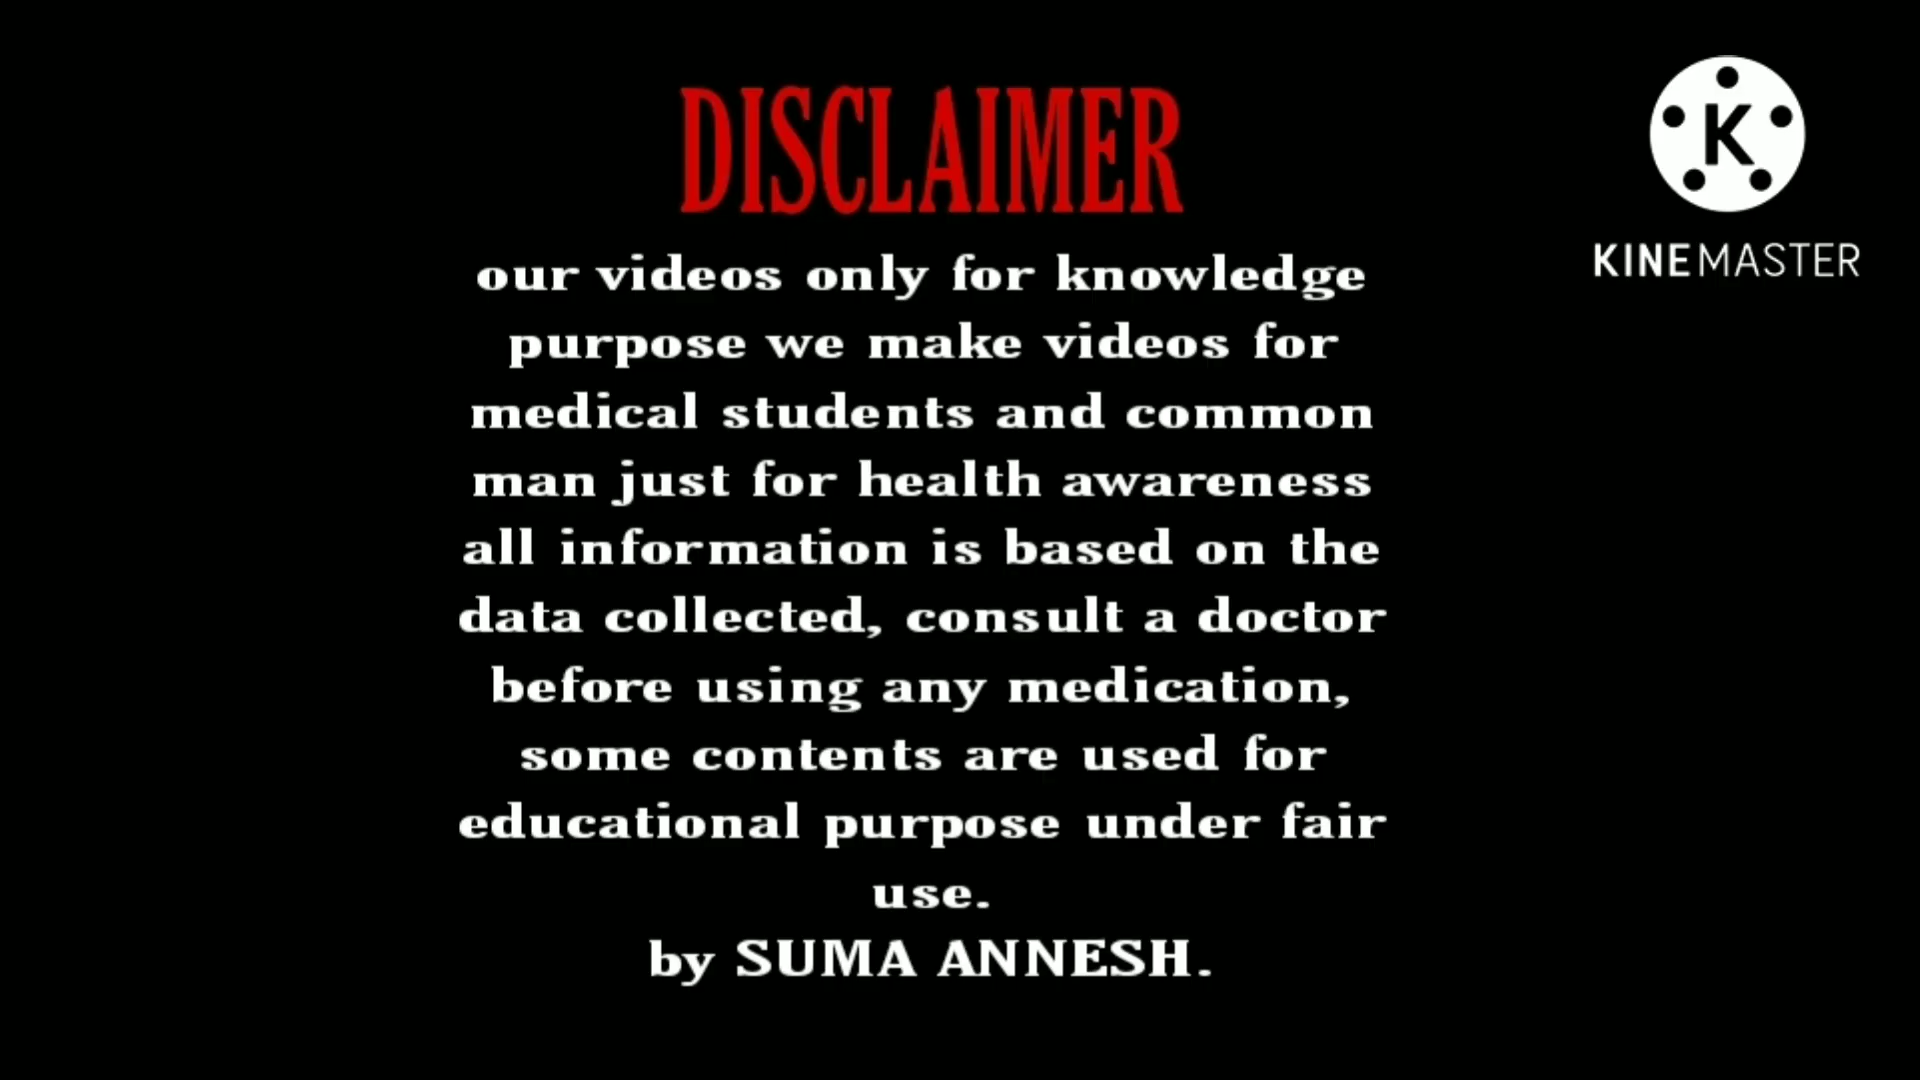 DISCLAIMER
our videos only for knowledge
purpose we make videos for
medical students and common
man just for health awareness
all information is based on the
data collected, consult a doctor
before using any medication,
some contents are used for
educational purpose under fair
use.
by SUMA ANNESH.
K
KINEMASTER